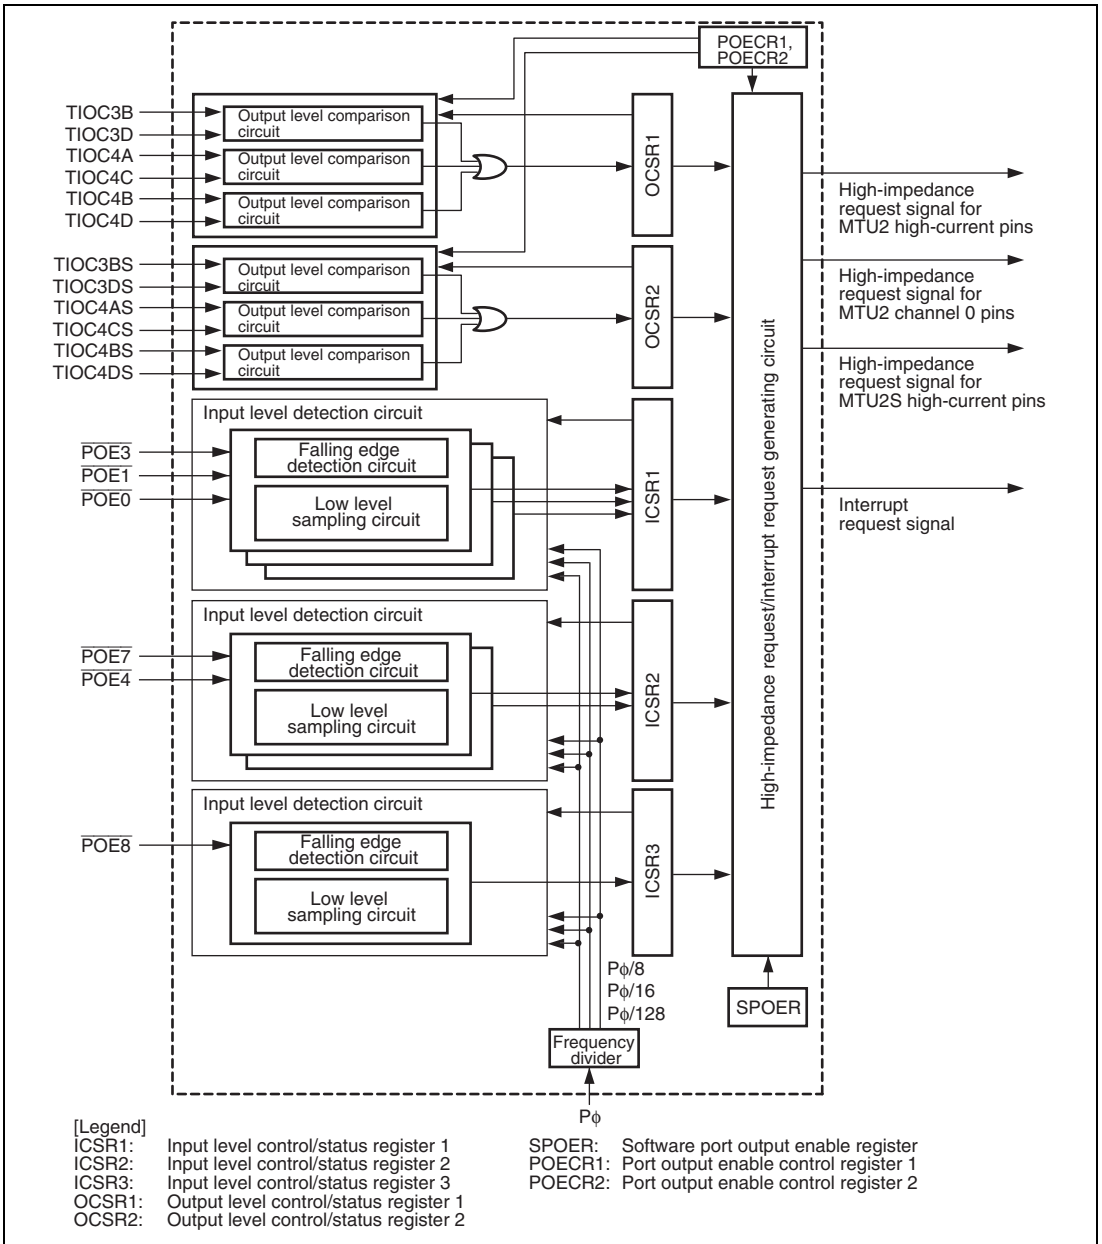 POECR1,
POECR2
TIOC3B
TIOC3D
TIOC4A
TIOC4C
TIOC4B
TIOC4D
Output level comparison
circuit
Output level comparison
circuit
Output level comparison
circuit
OCSR1
TIOC3BS
TIOC3DS
TIOC4AS
TIOC4CS
TIOC4BS
TIOC4DS
Output level comparison
circuit
Output level comparison
circuit
Output level comparison
circuit
OCSR2
Input level detection circuit
POE3
POE1
POE0
Falling edge
detection circuit
Low level
sampling circuit
ICSR1
Input level detection circuit
POE7
POE4
Falling edge
detection circuit
Low level
sampling circuit
ICSR2
Input level detection circuit
POE8
Falling edge
detection circuit
Low level
sampling circuit
ICSR3
High-impedance request/interrupt request generating circuit
High-impedance
request signal for
MTU2 high-current pins
High-impedance
request signal for
MTU2 channel 0 pins
High-impedance
request signal for
MTU2S high-current pins
Interrupt
request signal
Pϕ/8
Pϕ/16
Pϕ/128
SPOER
Frequency
divider
Pϕ
[Legend]
ICSR1: Input level control/status register 1
ICSR2: Input level control/status register 2
ICSR3: Input level control/status register 3
OCSR1: Output level control/status register 1
OCSR2: Output level control/status register 2
SPOER: Software port output enable register
POECR1: Port output enable control register 1
POECR2: Port output enable control register 2